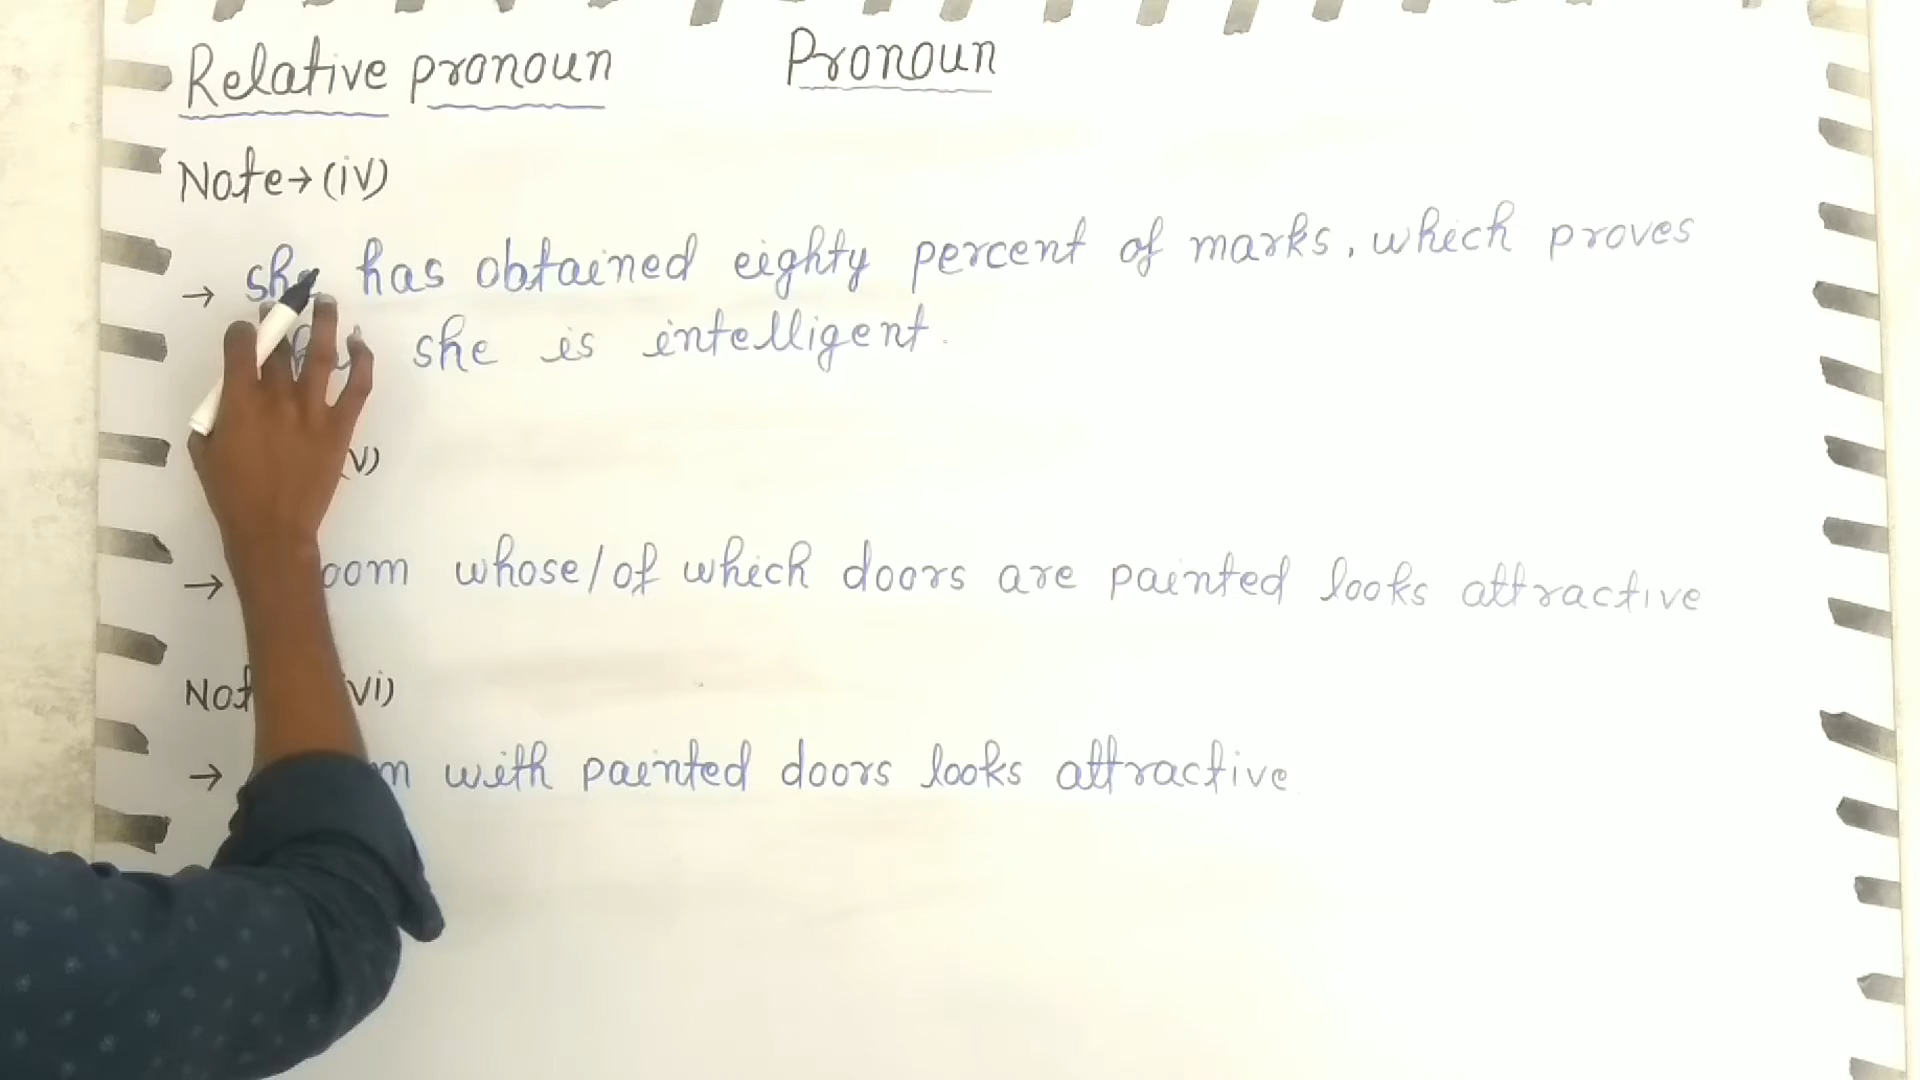 Relative pronoun Pronoun
Note→(iv)
→ she has obtained eighty percent of marks, which proves
she is intelligent.
v)
→ oom whose/of which doors are painted looks attractive
Not vi)
→ m with painted doors looks attractive